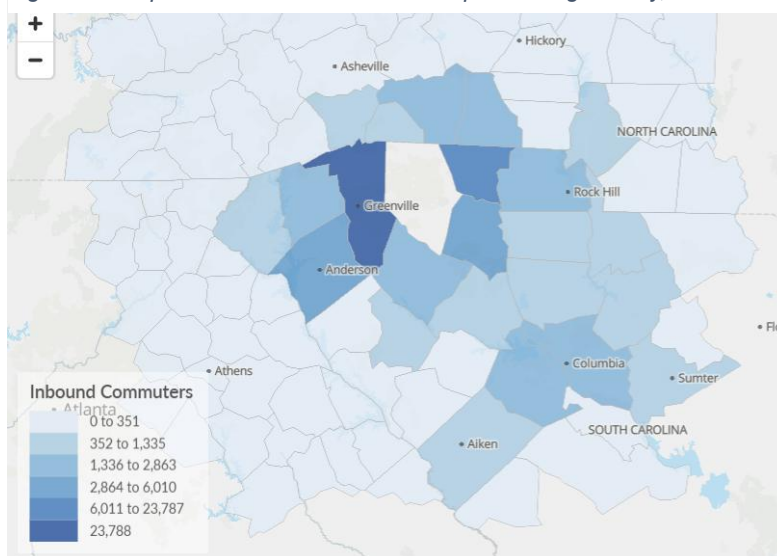 +
−
Hickory
Asheville
NORTH CAROLINA
Rock Hill
Greenville
Anderson
Athens
Columbia
Sumter
SOUTH CAROLINA
Aiken
Inbound Commuters
Atlanta
0 to 351
352 to 1,335
1,336 to 2,863
2,864 to 6,010
6,011 to 23,787
23,788